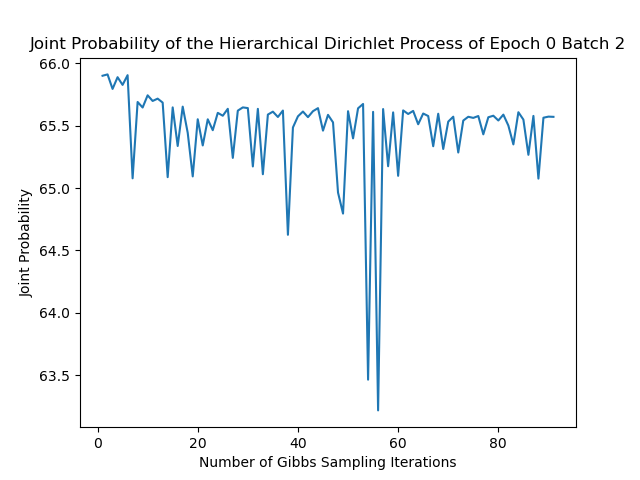 Joint Probability of the Hierarchical Dirichlet Process of Epoch 0 Batch 2
66.0
65.5
65.0
64.5
64.0
63.5
Joint Probability
0 20 40 60 80
Number of Gibbs Sampling Iterations